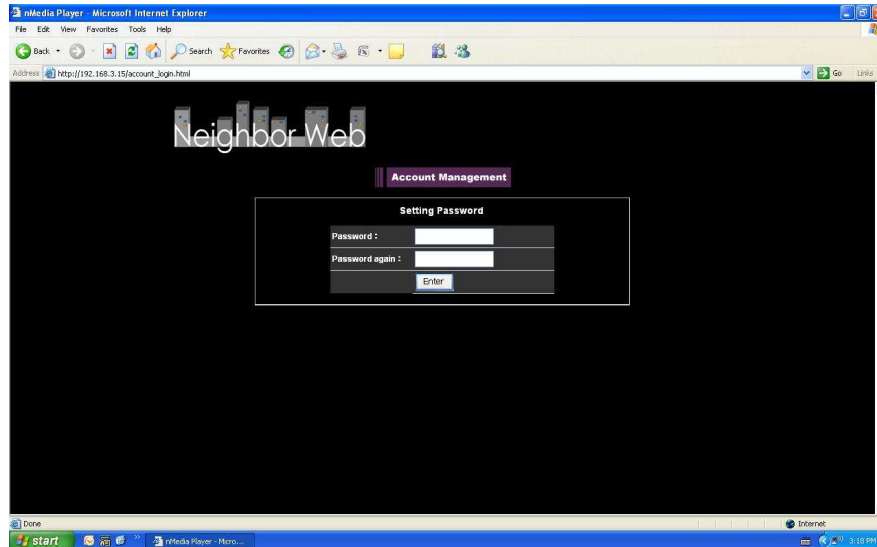 nMedia Player - Microsoft Internet Explorer
File Edit View Favorites Tools Help
Back Search Favorites
Address http://192.168.3.15/account_login.html Go Links
Neighbor Web
Account Management
Setting Password
Password :
Password again :
Enter
Done Internet
start nMedia Player - Micro... 3:18 PM